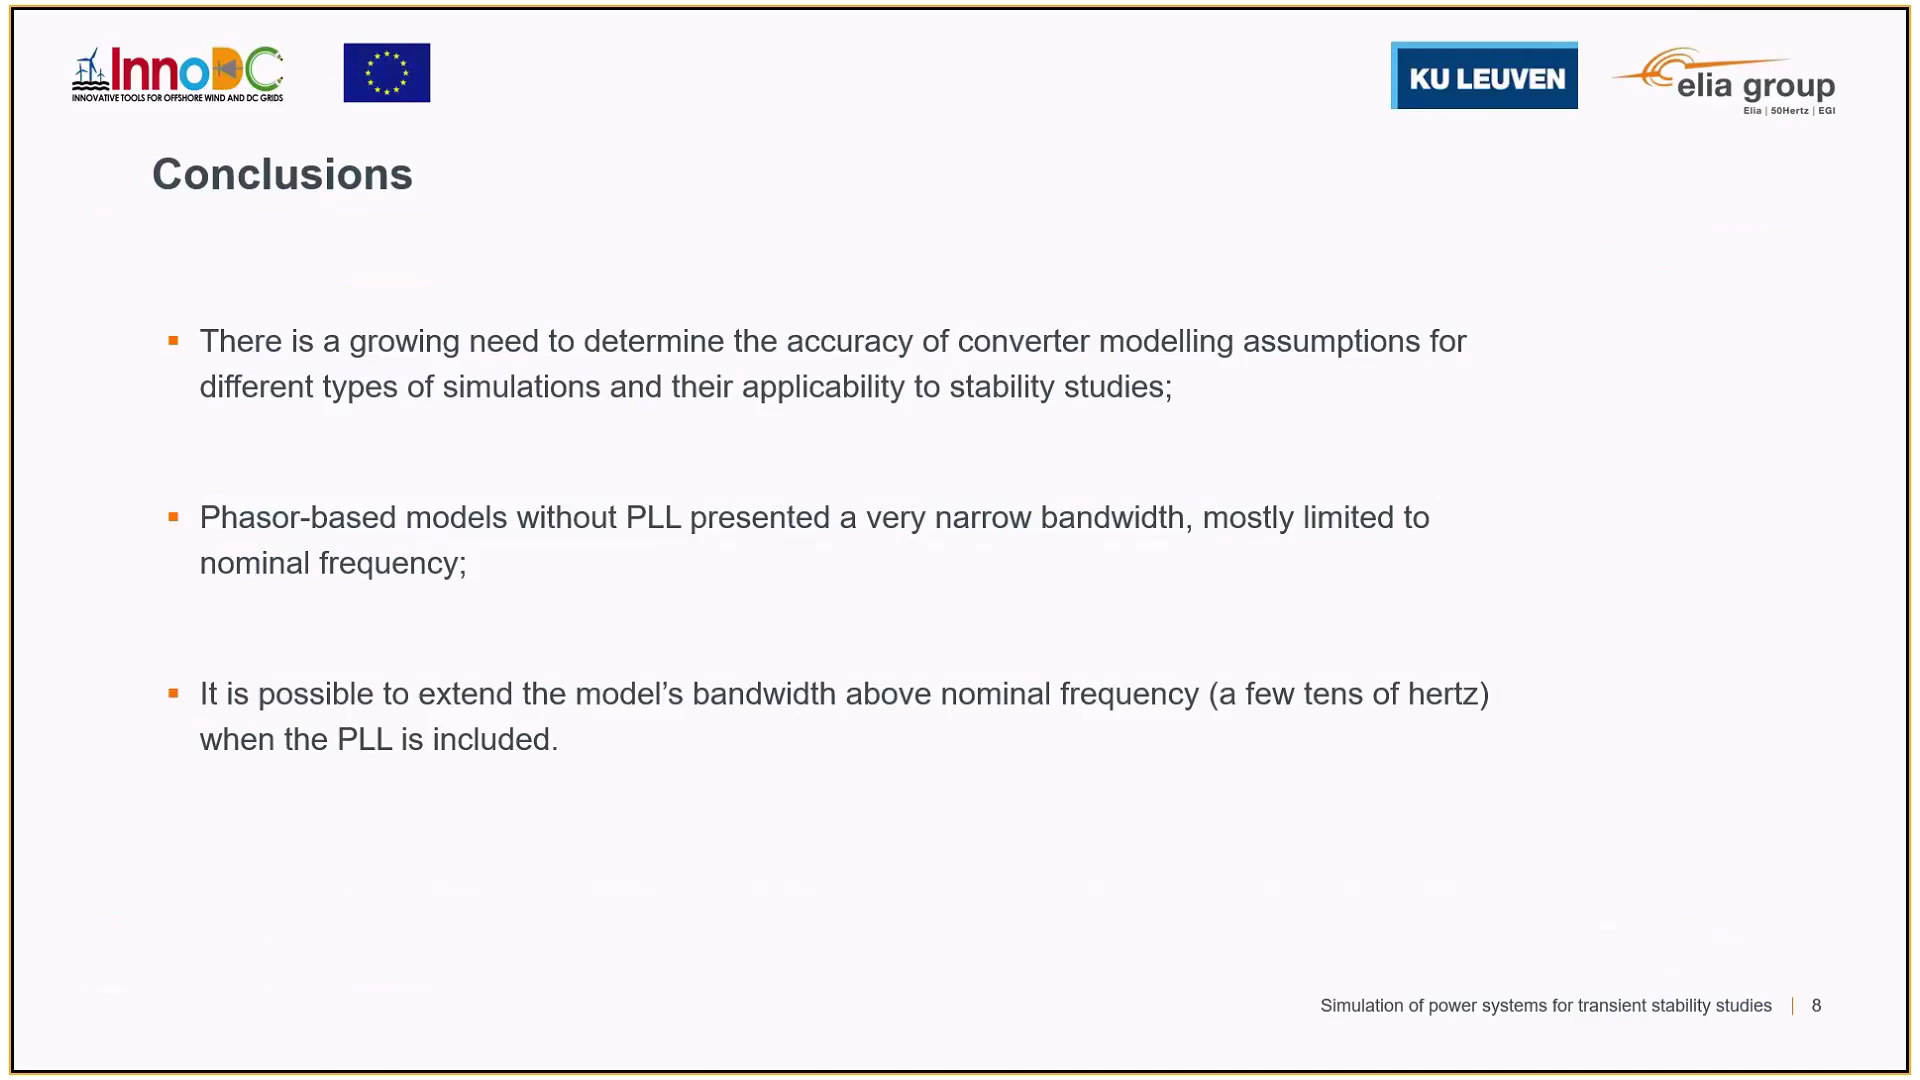 InnoDC
INNOVATIVE TOOLS FOR OFFSHORE WIND AND DC GRIDS
KU LEUVEN
elia group
Elia | 50Hertz | EGI
Conclusions
▪ There is a growing need to determine the accuracy of converter modelling assumptions for
different types of simulations and their applicability to stability studies;
▪ Phasor-based models without PLL presented a very narrow bandwidth, mostly limited to
nominal frequency;
▪ It is possible to extend the model’s bandwidth above nominal frequency (a few tens of hertz)
when the PLL is included.
Simulation of power systems for transient stability studies | 8